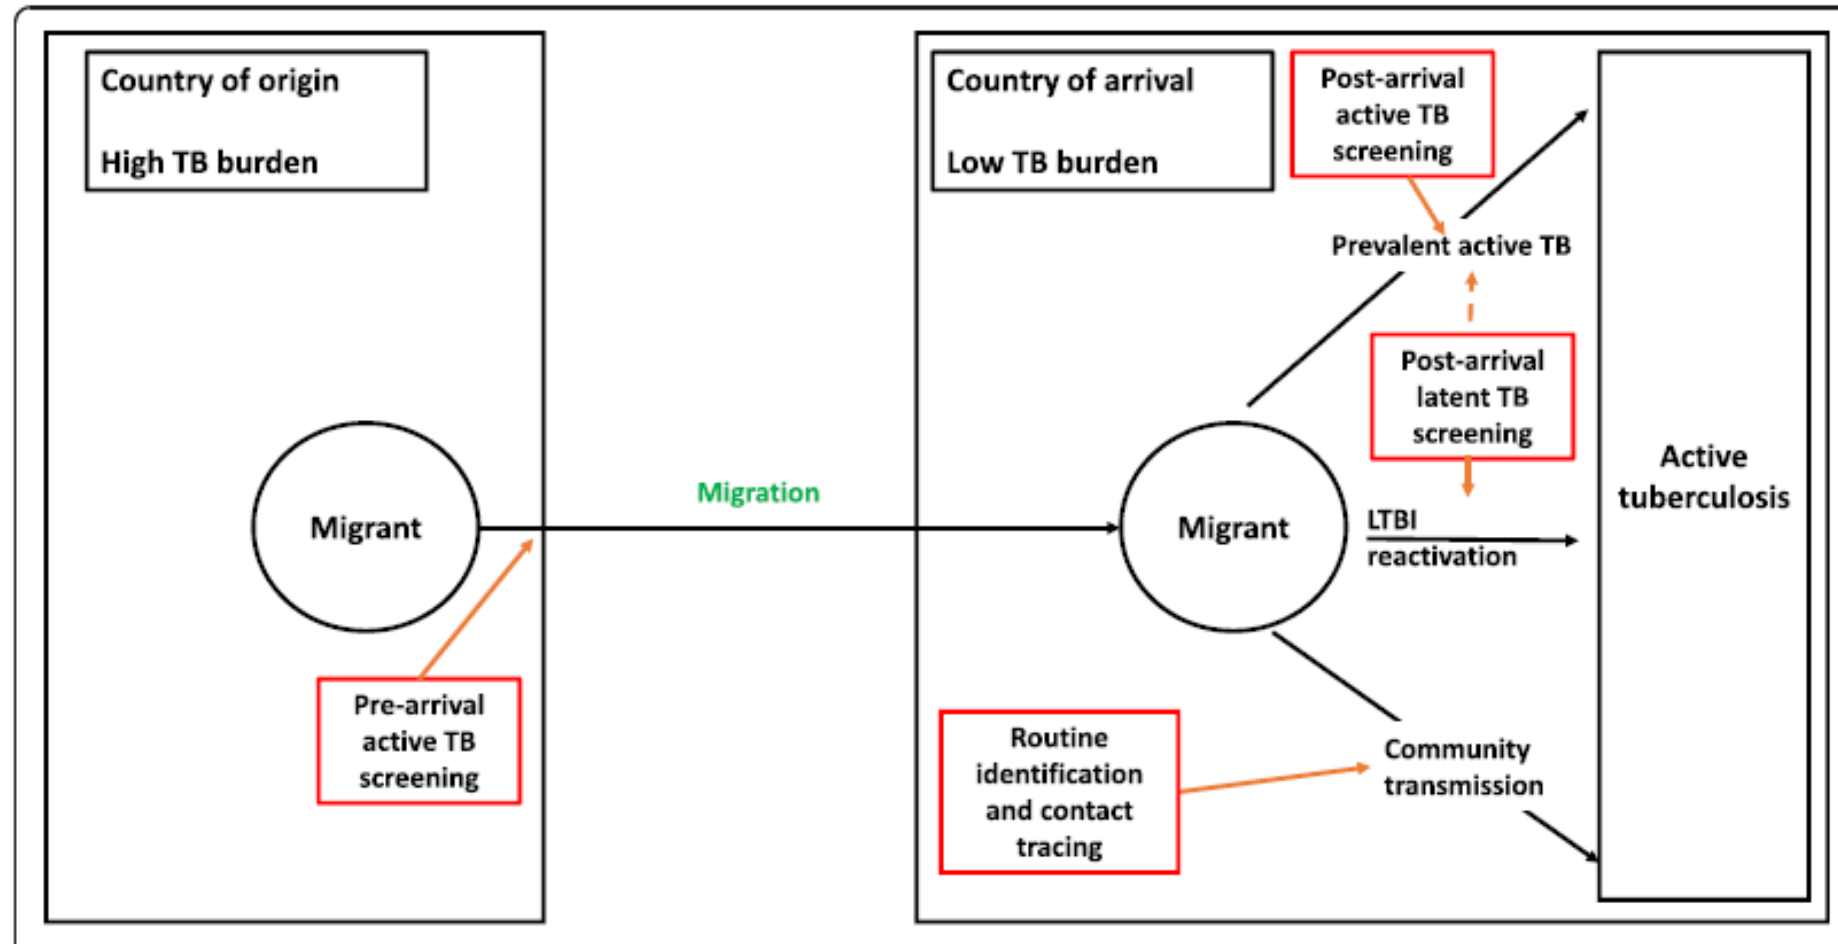 Country of origin
High TB burden
Migrant
Pre-arrival
active TB
screening
Migration
Country of arrival
Low TB burden
Post-arrival
active TB
screening
Prevalent active TB
Post-arrival
latent TB
screening
Migrant
LTBI
reactivation
Routine
identification
and contact
tracing
Community
transmission
Active
tuberculosis